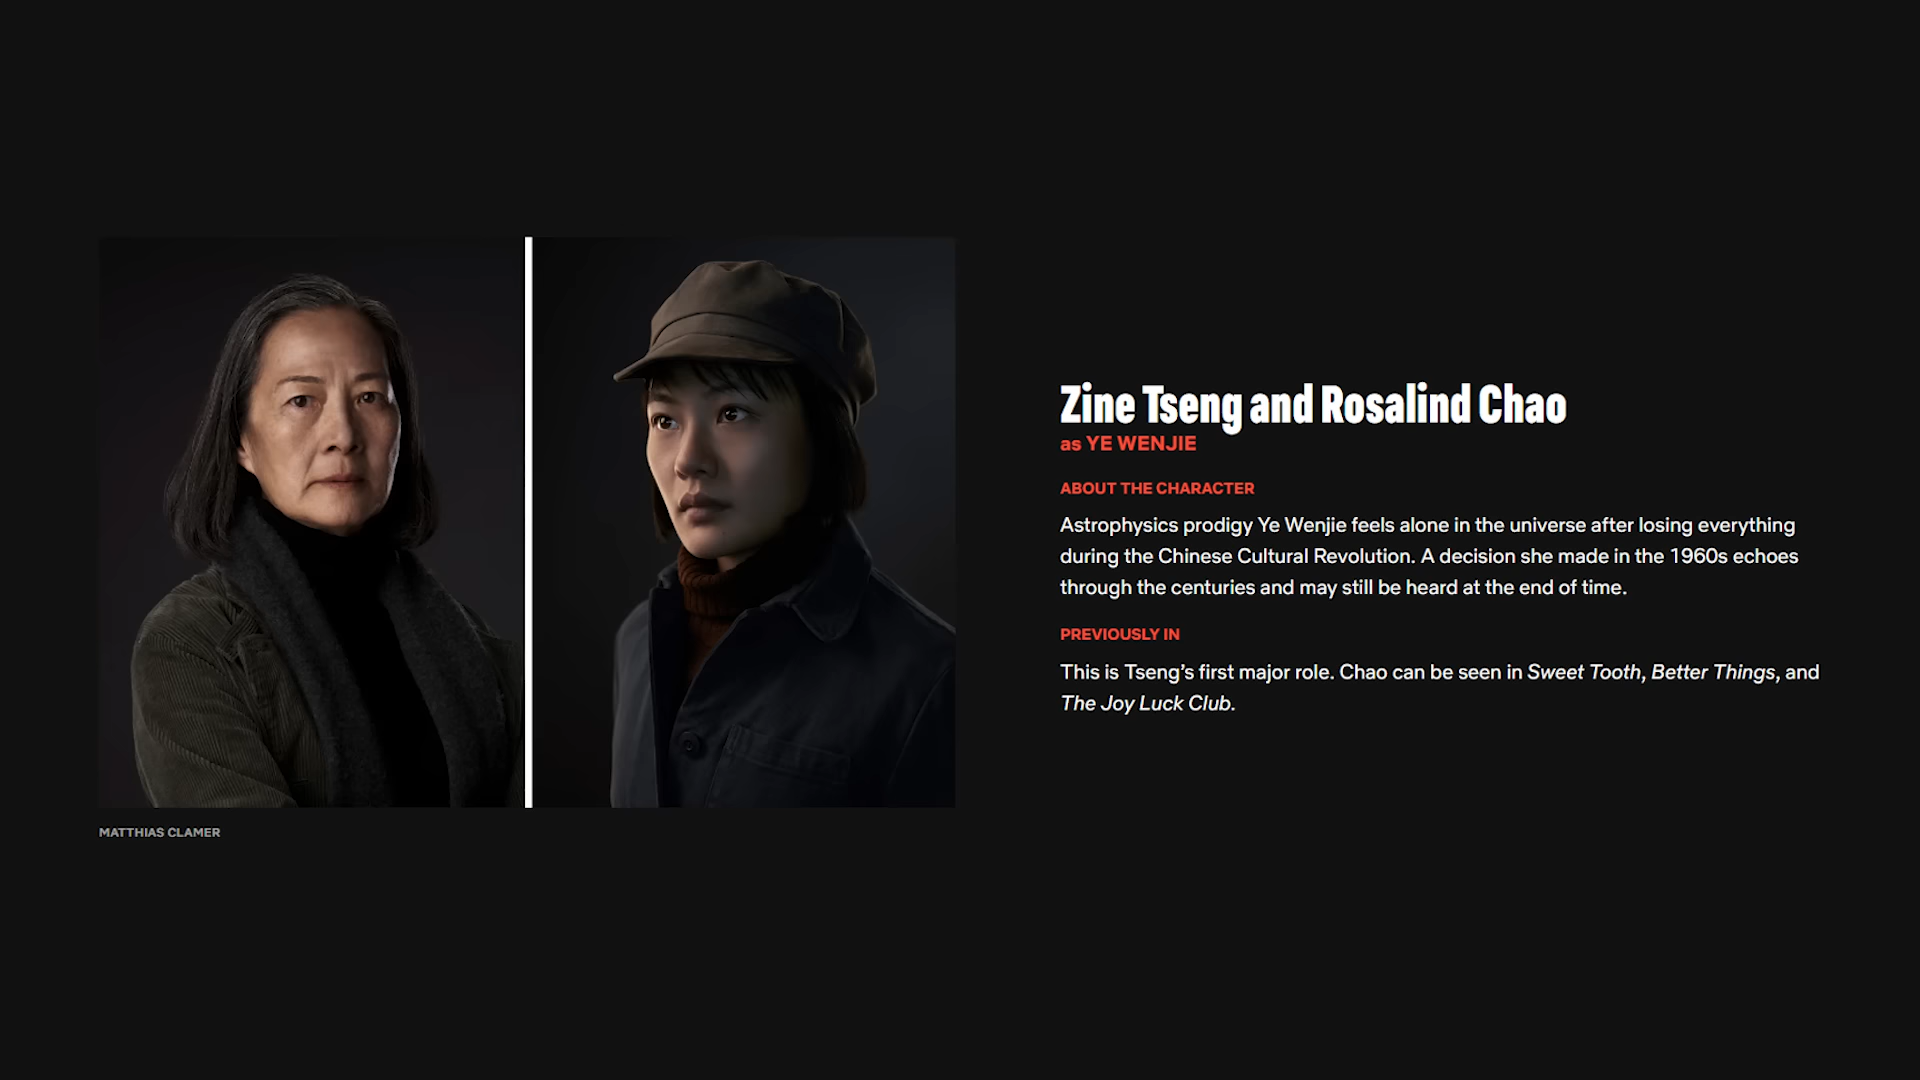 Zine Tseng and Rosalind Chao
as YE WENJIE
ABOUT THE CHARACTER
Astrophysics prodigy Ye Wenjie feels alone in the universe after losing everything
during the Chinese Cultural Revolution. A decision she made in the 1960s echoes
through the centuries and may still be heard at the end of time.
PREVIOUSLY IN
This is Tseng’s first major role. Chao can be seen in Sweet Tooth, Better Things, and
The Joy Luck Club.
MATTHIAS CLAMER